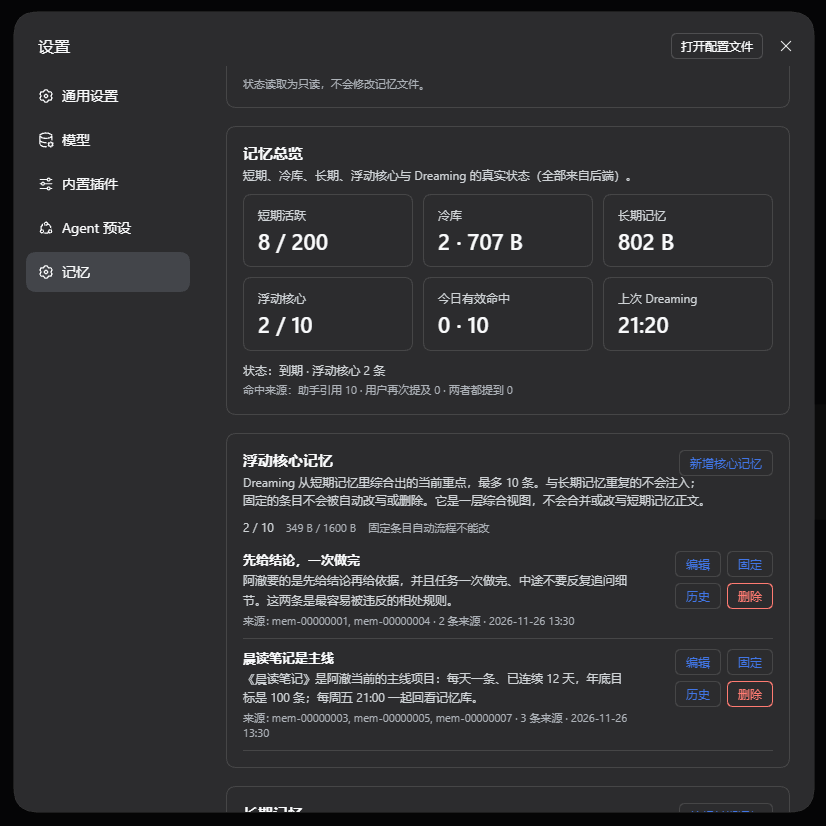 设置
打开配置文件
通用设置
模型
内置插件
Agent 预设
记忆
状态读取为只读，不会修改记忆文件。
记忆总览
短期、冷库、长期、浮动核心与 Dreaming 的真实状态（全部来自后端）。
短期活跃
8 / 200
冷库
2 · 707 B
长期记忆
802 B
浮动核心
2 / 10
今日有效命中
0 · 10
上次 Dreaming
21:20
状态：到期 · 浮动核心 2 条
命中来源：助手引用 10 · 用户再次提及 0 · 两者都提到 0
浮动核心记忆
新增核心记忆
Dreaming 从短期记忆里综合出的当前重点，最多 10 条。与长期记忆重复的不会注入；
固定的条目不会被自动改写或删除。它是一层综合视图，不会合并或改写短期记忆正文。
2 / 10 349 B / 1600 B 固定条目自动流程不能改
先给结论，一次做完
阿澈要的是先给结论再给依据，并且任务一次做完、中途不要反复追问细
节。这两条是最容易被违反的相处规则。
来源: mem-00000001, mem-00000004 · 2 条来源 · 2026-11-26 13:30
编辑
固定
历史
删除
晨读笔记是主线
《晨读笔记》是阿澈当前的主线项目：每天一条、已连续 12 天，年底目
标是 100 条；每周五 21:00 一起回看记忆库。
来源: mem-00000003, mem-00000005, mem-00000007 · 3 条来源 · 2026-11-26
13:30
编辑
固定
历史
删除
长期记忆